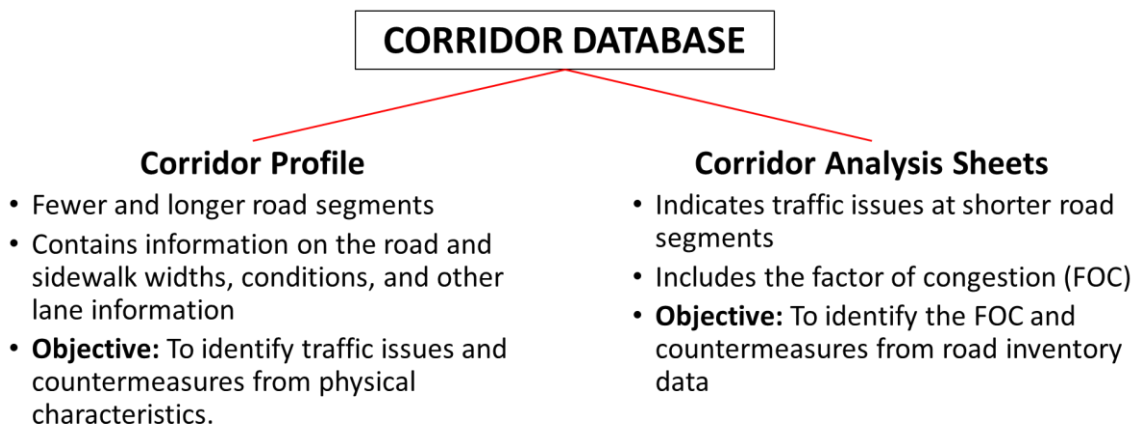 CORRIDOR DATABASE
Corridor Profile
• Fewer and longer road segments
• Contains information on the road and
sidewalk widths, conditions, and other
lane information
• Objective: To identify traffic issues and
countermeasures from physical
characteristics.
Corridor Analysis Sheets
• Indicates traffic issues at shorter road
segments
• Includes the factor of congestion (FOC)
• Objective: To identify the FOC and
countermeasures from road inventory
data